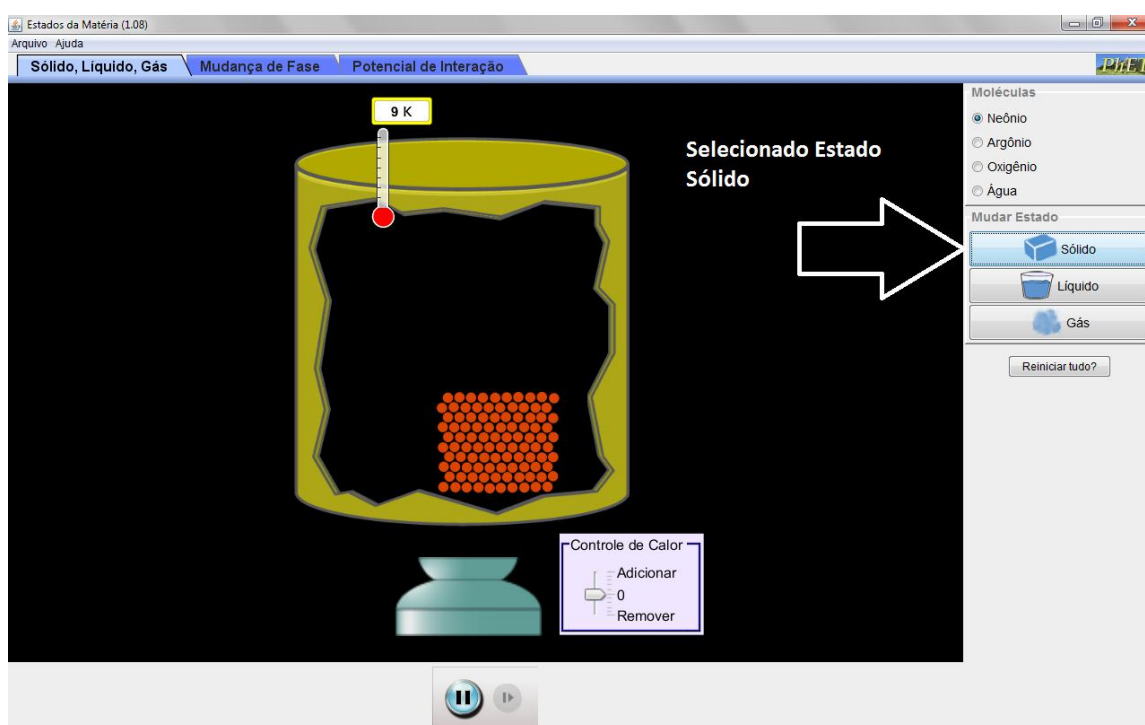 Estados da Matéria (1.08)
Arquivo Ajuda
Sólido, Líquido, Gás Mudança de Fase Potencial de Interação
PhET
9 K
Selecionado Estado
Sólido
Moléculas
Neônio
Argônio
Oxigênio
Água
Mudar Estado
Sólido
Líquido
Gás
Reiniciar tudo?
Controle de Calor
Adicionar
0
Remover